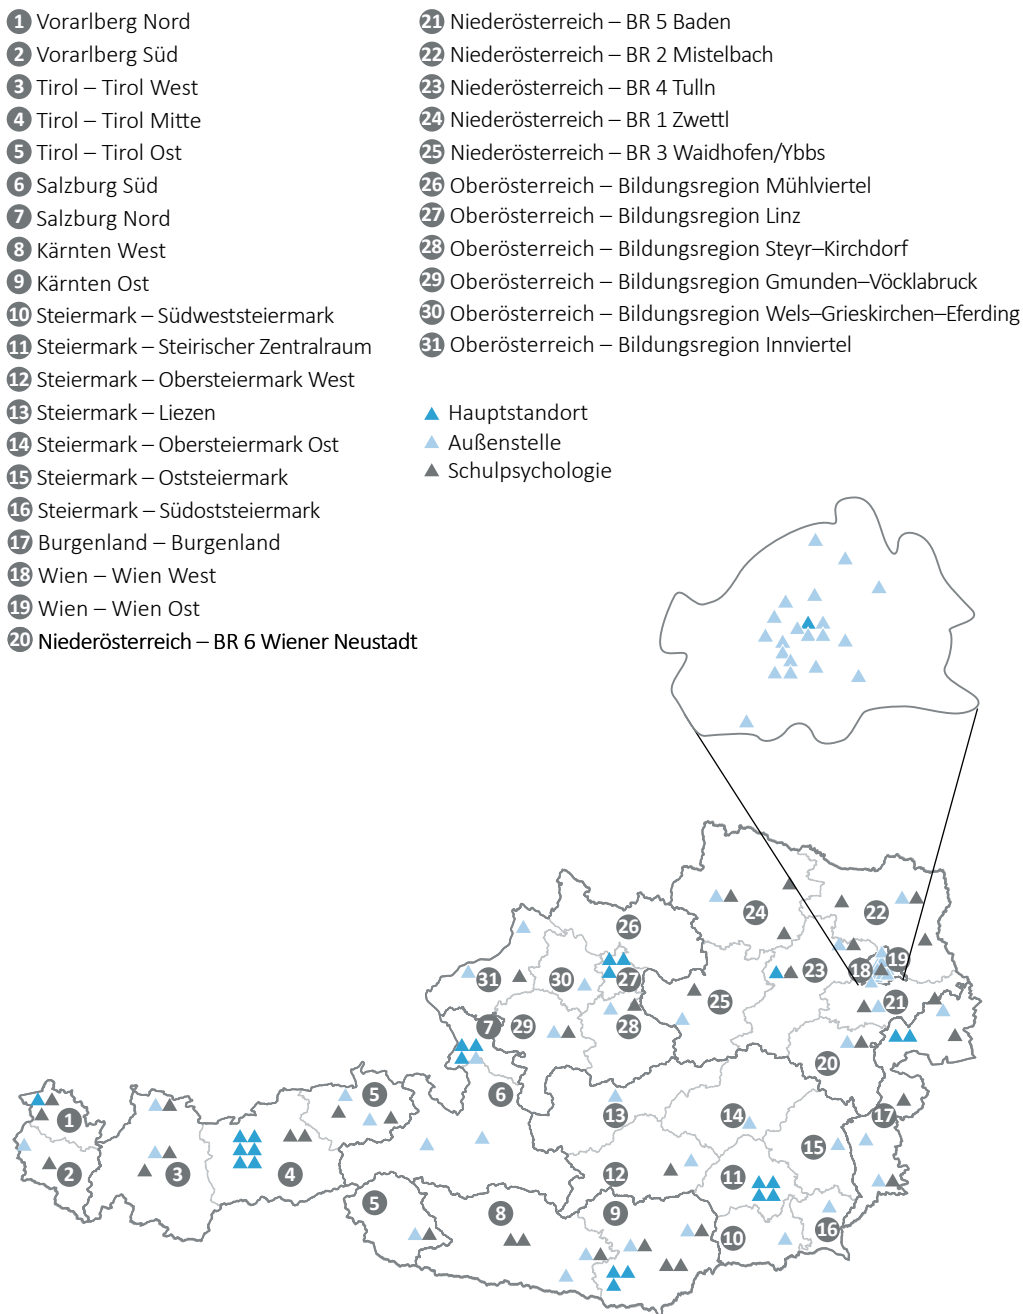 1 Vorarlberg Nord
2 Vorarlberg Süd
3 Tirol – Tirol West
4 Tirol – Tirol Mitte
5 Tirol – Tirol Ost
6 Salzburg Süd
7 Salzburg Nord
8 Kärnten West
9 Kärnten Ost
10 Steiermark – Südweststeiermark
11 Steiermark – Steirischer Zentralraum
12 Steiermark – Obersteiermark West
13 Steiermark – Liezen
14 Steiermark – Obersteiermark Ost
15 Steiermark – Oststeiermark
16 Steiermark – Südoststeiermark
17 Burgenland – Burgenland
18 Wien – Wien West
19 Wien – Wien Ost
20 Niederösterreich – BR 6 Wiener Neustadt
21 Niederösterreich – BR 5 Baden
22 Niederösterreich – BR 2 Mistelbach
23 Niederösterreich – BR 4 Tulln
24 Niederösterreich – BR 1 Zwettl
25 Niederösterreich – BR 3 Waidhofen/Ybbs
26 Oberösterreich – Bildungsregion Mühlviertel
27 Oberösterreich – Bildungsregion Linz
28 Oberösterreich – Bildungsregion Steyr–Kirchdorf
29 Oberösterreich – Bildungsregion Gmunden–Vöcklabruck
30 Oberösterreich – Bildungsregion Wels–Grieskirchen–Eferding
31 Oberösterreich – Bildungsregion Innviertel
Hauptstandort
Außenstelle
Schulpsychologie
24
22
26
19
18
23
31
30
27
25
21
7
29
28
20
5
6
13
14
17
1
15
2
3
4
12
11
5
8
9
10
16